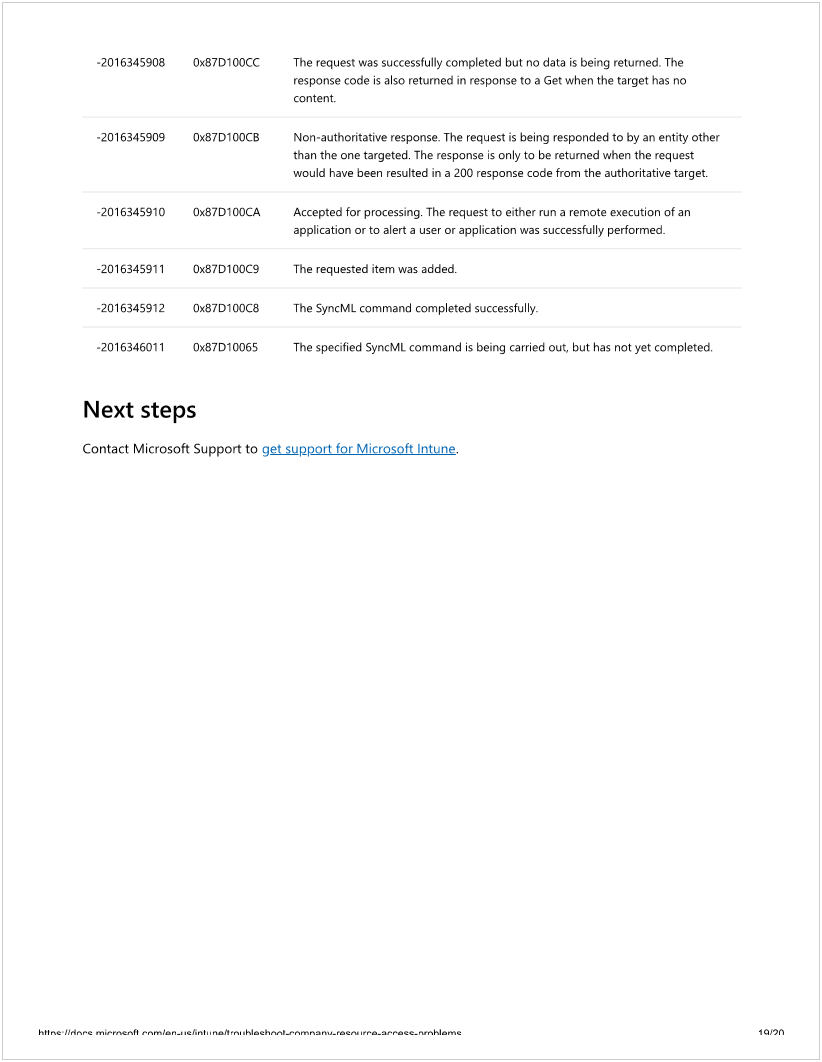 -2016345908 0x87D100CC The request was successfully completed but no data is being returned. The
response code is also returned in response to a Get when the target has no
content.
-2016345909 0x87D100CB Non-authoritative response. The request is being responded to by an entity other
than the one targeted. The response is only to be returned when the request
would have been resulted in a 200 response code from the authoritative target.
-2016345910 0x87D100CA Accepted for processing. The request to either run a remote execution of an
application or to alert a user or application was successfully performed.
-2016345911 0x87D100C9 The requested item was added.
-2016345912 0x87D100C8 The SyncML command completed successfully.
-2016346011 0x87D10065 The specified SyncML command is being carried out, but has not yet completed.
Next steps
Contact Microsoft Support to get support for Microsoft Intune.
https://docs.microsoft.com/en-us/intune/troubleshoot-company-resource-access-problems 19/20